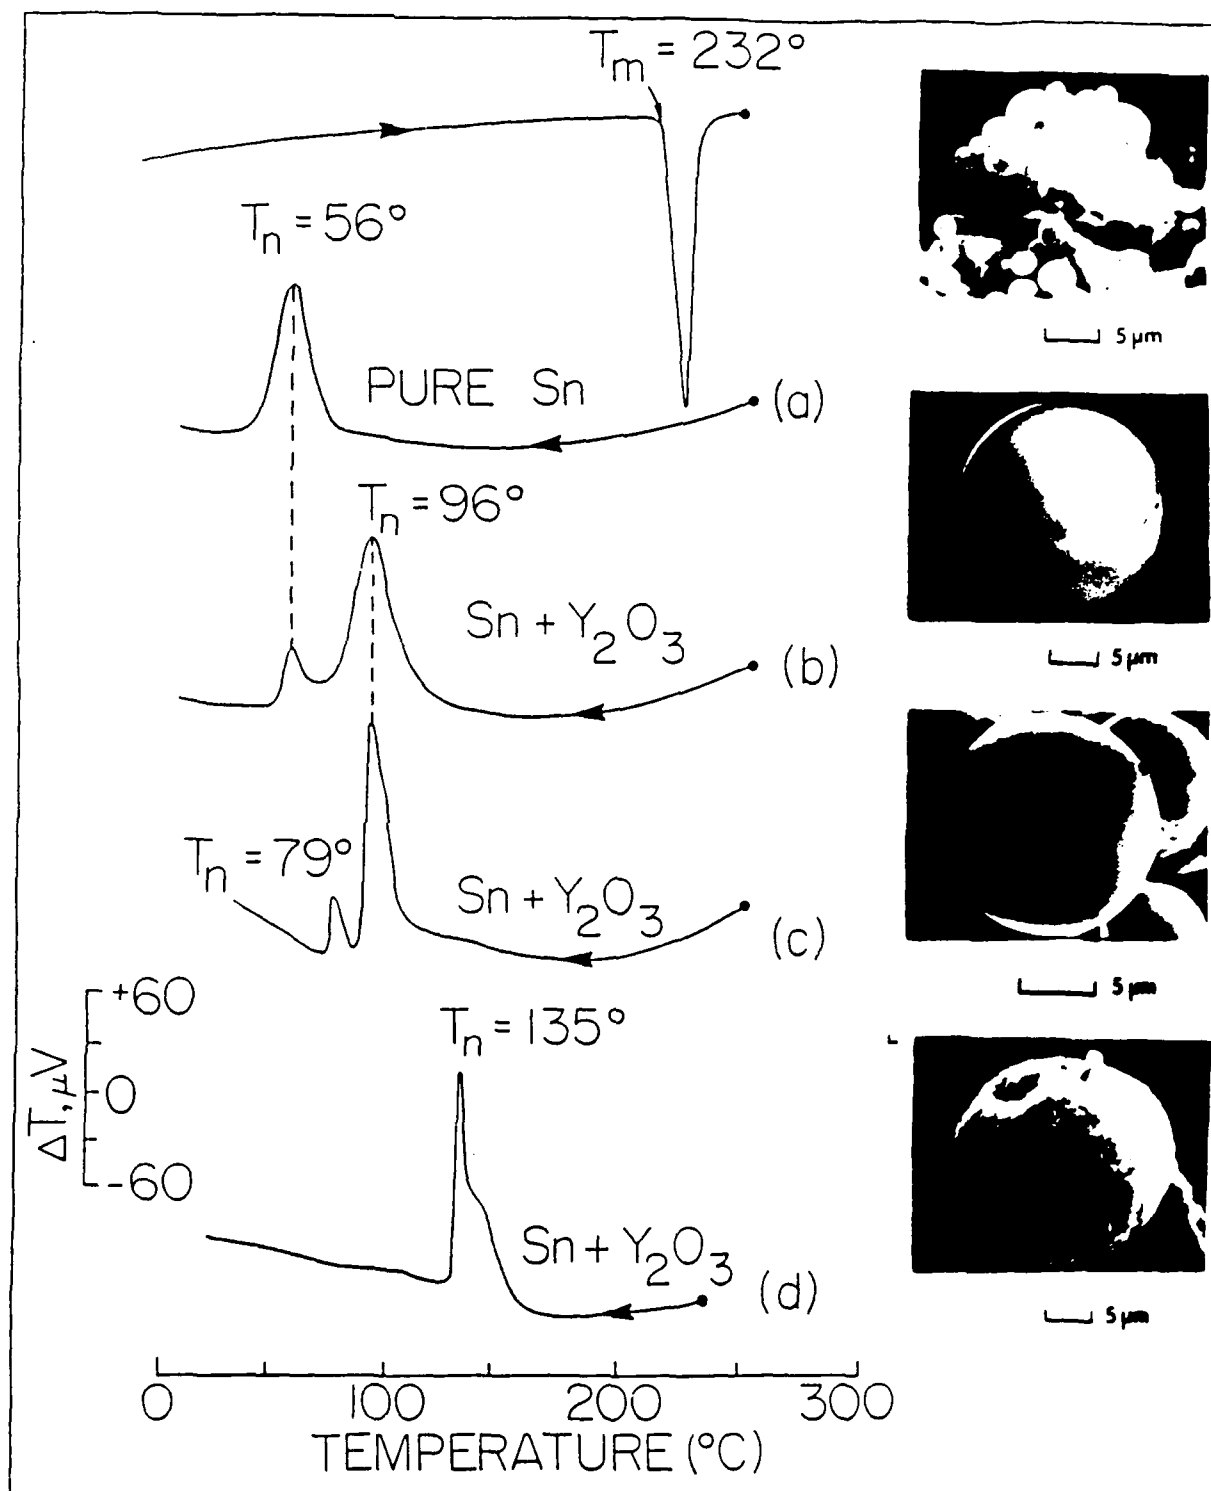 Tm = 232°
Tn = 56°
5 μm
PURE Sn
(a)
Tn = 96°
Sn + Y2O3
(b)
5 μm
Tn = 79°
Sn + Y2O3
(c)
5 μm
+60
0
-60
ΔT, μV
Tn = 135°
Sn + Y2O3
(d)
5 μm
0 100 200 300
TEMPERATURE (°C)